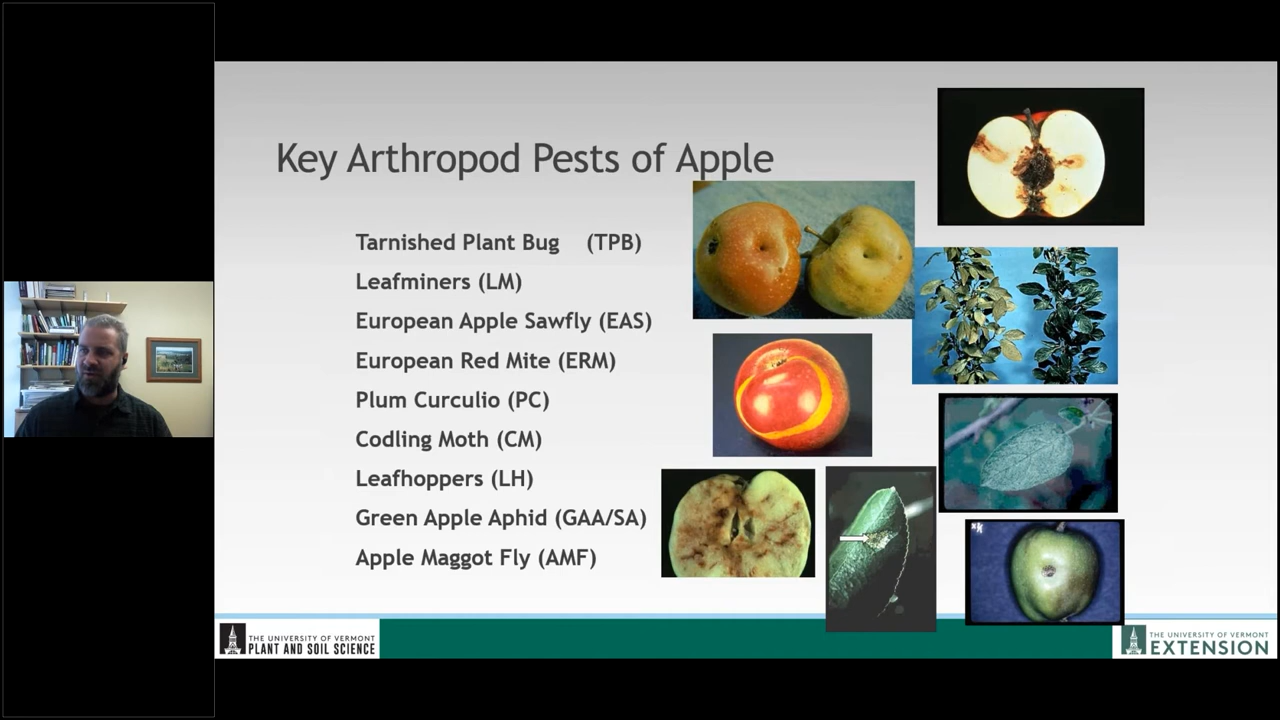 Key Arthropod Pests of Apple
Tarnished Plant Bug (TPB)
Leafminers (LM)
European Apple Sawfly (EAS)
European Red Mite (ERM)
Plum Curculio (PC)
Codling Moth (CM)
Leafhoppers (LH)
Green Apple Aphid (GAA/SA)
Apple Maggot Fly (AMF)
THE UNIVERSITY OF VERMONT
PLANT AND SOIL SCIENCE
THE UNIVERSITY OF VERMONT
EXTENSION